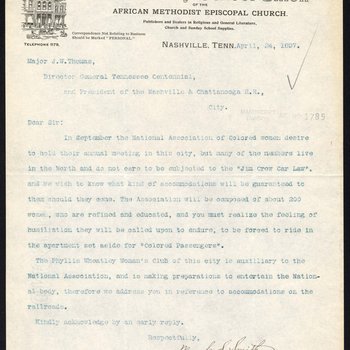 AFRICAN METHODIST EPISCOPAL CHURCH.
Publishers and Dealers in Religious and General Literature,
Church and Sunday School Supplies.
TELEPHONE 975.
Correspondence Not Relating to Business
Should be Marked "PERSONAL."
NASHVILLE, TENN. April, 24, 1897.
Major J.W.Thomas,
Director General Tennessee Centennial,
and President of the Nashville & Chattanooga R.R.,
City.
1785
Dear Sir:
In September the National Association of Colored women desire
to hold their annual meeting in this city, but many of the members live
in the North and do not care to be subjected to the "Jim Crow Car Law"
and we wish to know what kind of accommodations will be guaranteed to
them should they come. The Association will be composed of about 200
women, who are refined and educated, and you must realize the feeling of
humiliation they will be called upon to endure, to be forced to ride in
the apartment set aside for "Colored Passengers".
The Phyllis Wheatley Woman's Club of this city is auxiliary to the
National Association, and is making preparations to entertain the Nation-
al body, therefore we address you in reference to accommodations on the
railroads.
Kindly acknowledge by an early reply.
Respectfully,